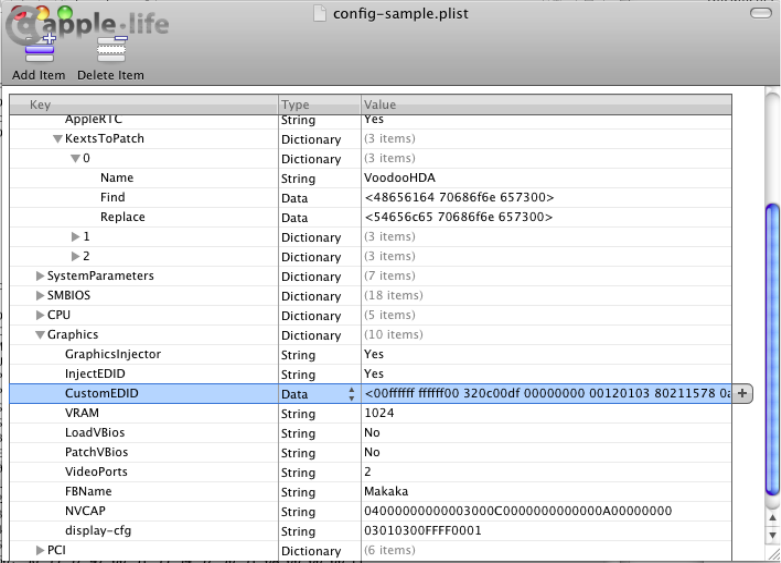 apple·life
config-sample.plist
Add Item Delete Item
Key Type Value
AppleRTC String Yes
KextsToPatch Dictionary (3 items)
0 Dictionary (3 items)
Name String VoodooHDA
Find Data <48656164 70686f6e 657300>
Replace Data <54656c65 70686f6e 657300>
1 Dictionary (3 items)
2 Dictionary (3 items)
SystemParameters Dictionary (7 items)
SMBIOS Dictionary (18 items)
CPU Dictionary (5 items)
Graphics Dictionary (10 items)
GraphicsInjector String Yes
InjectEDID String Yes
CustomEDID Data <00ffffff ffffff00 320c00df 00000000 00120103 80211578 0a
VRAM String 1024
LoadVBios String No
PatchVBios String No
VideoPorts String 2
FBName String Makaka
NVCAP String 04000000000003000C0000000000000A00000000
display-cfg String 03010300FFFF0001
PCI Dictionary (6 items)